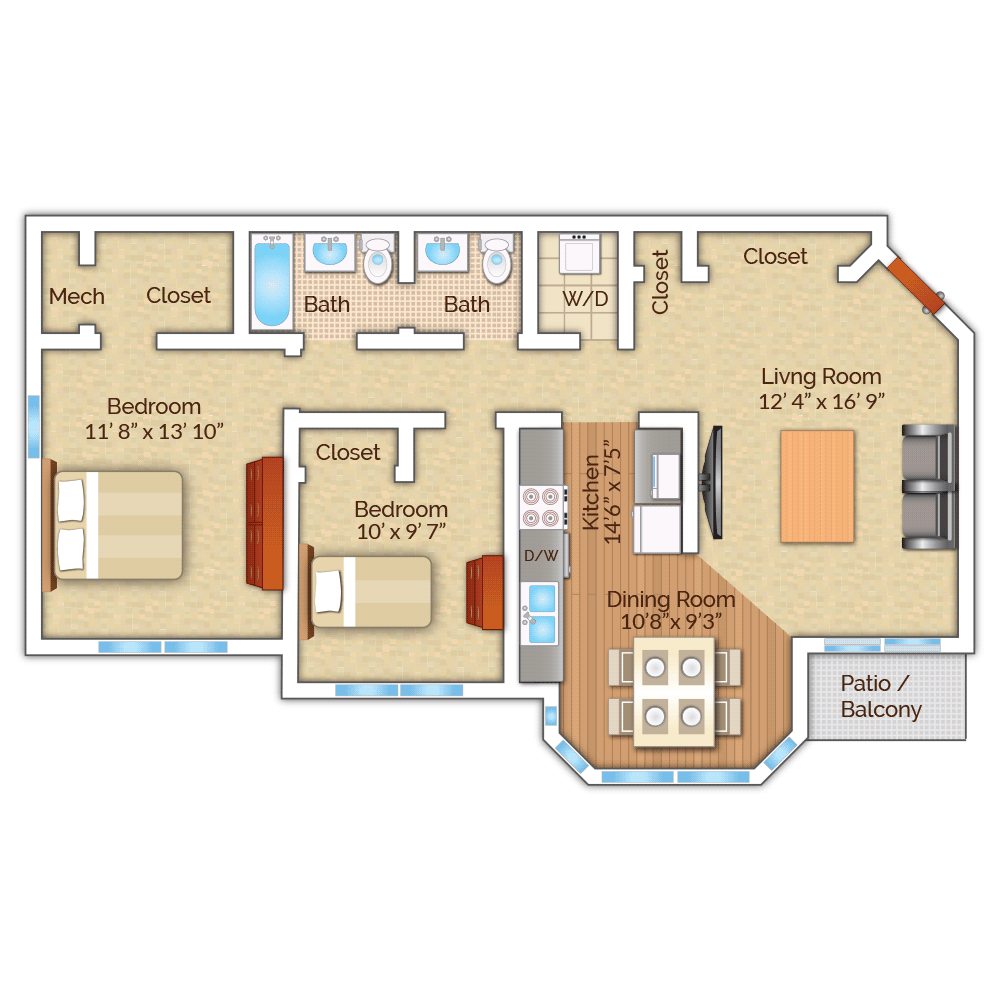 Mech
Closet
Bath
Bath
W/D
Closet
Closet
Bedroom
11’ 8” x 13’ 10”
Livng Room
12’ 4” x 16’ 9”
Closet
Bedroom
10’ x 9’ 7”
Kitchen
14’6” x 7’5”
D/W
Dining Room
10’8”x 9’3”
Patio /
Balcony